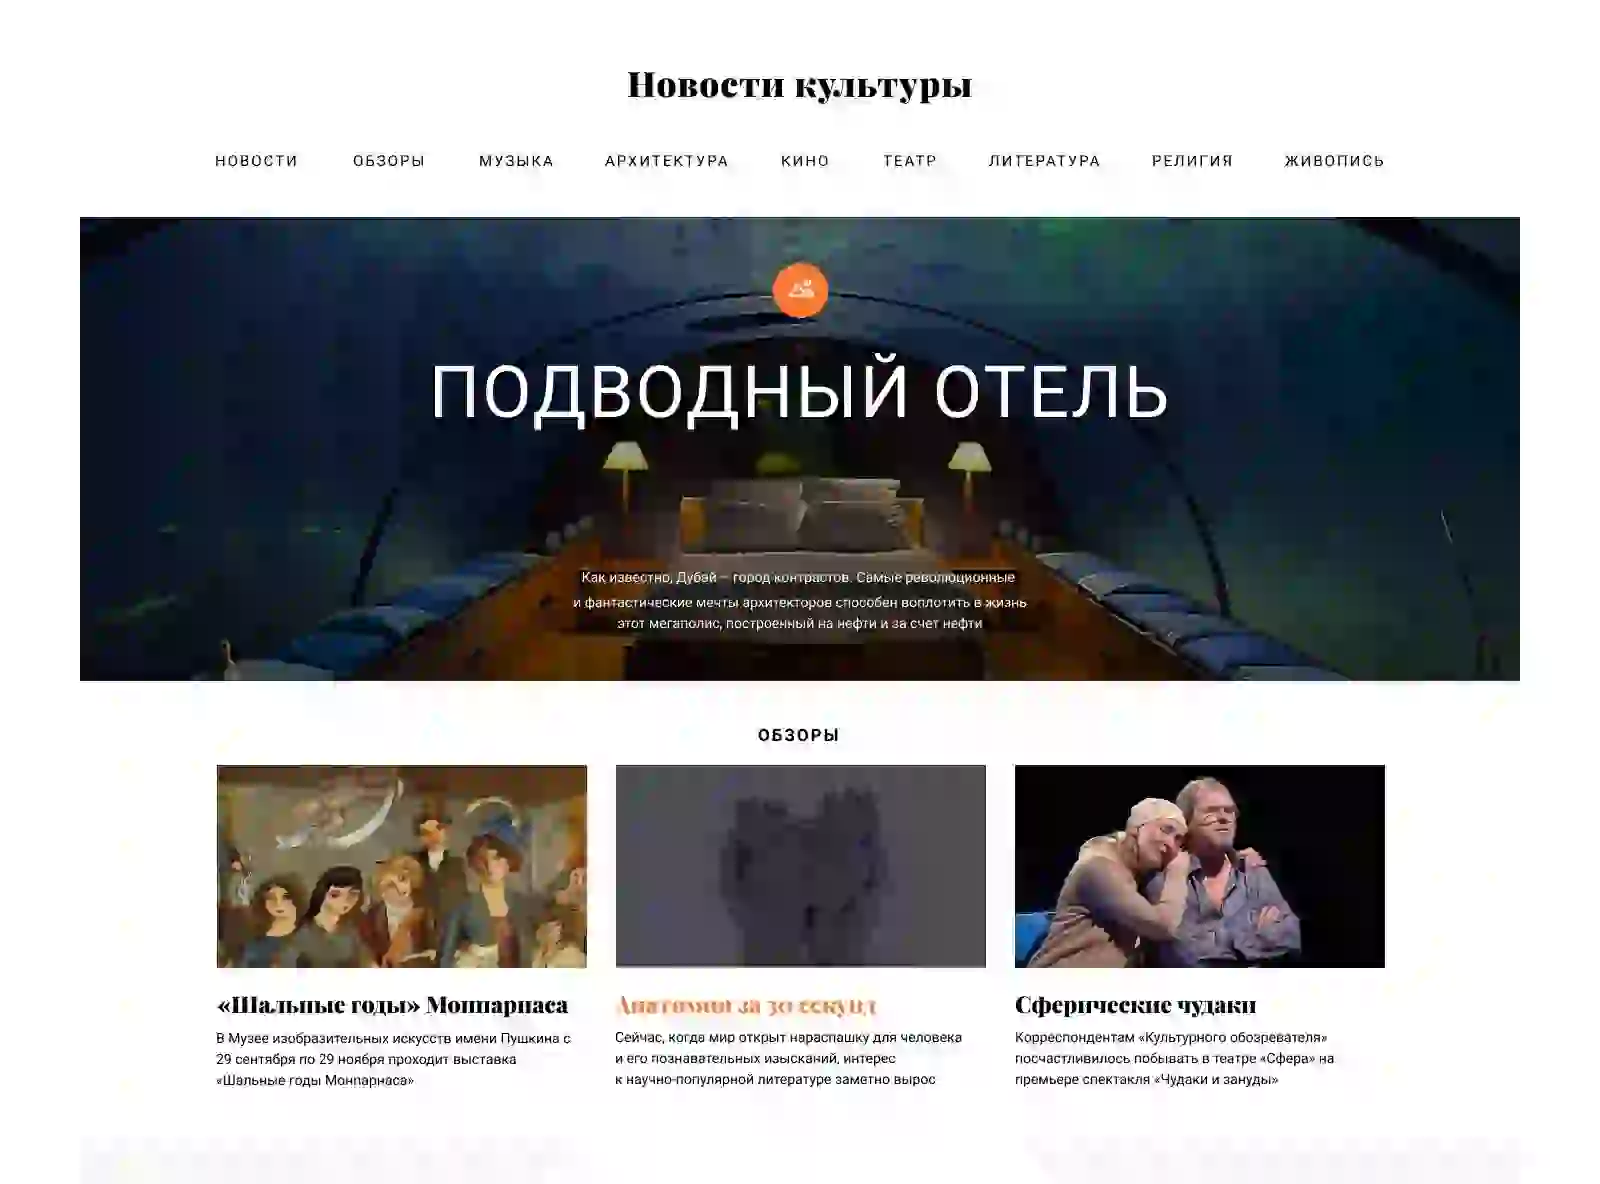 Новости культуры
НОВОСТИ ОБЗОРЫ МУЗЫКА АРХИТЕКТУРА КИНО ТЕАТР ЛИТЕРАТУРА РЕЛИГИЯ ЖИВОПИСЬ
ПОДВОДНЫЙ ОТЕЛЬ
Как известно, Дубай – город контрастов. Самые революционные
и фантастические мечты архитекторов способен воплотить в жизнь
этот мегаполис, построенный на нефти и за счет нефти
ОБЗОРЫ
«Шальные годы» Монпарнаса
В Музее изобразительных искусств имени Пушкина с
29 сентября по 29 ноября проходит выставка
«Шальные годы Монпарнаса»
Анатомия за 30 секунд
Сейчас, когда мир открыт нараспашку для человека
и его познавательных изысканий, интерес
к научно-популярной литературе заметно вырос
Сферические чудаки
Корреспондентам «Культурного обозревателя»
посчастливилось побывать в театре «Сфера» на
премьере спектакля «Чудаки и зануды»